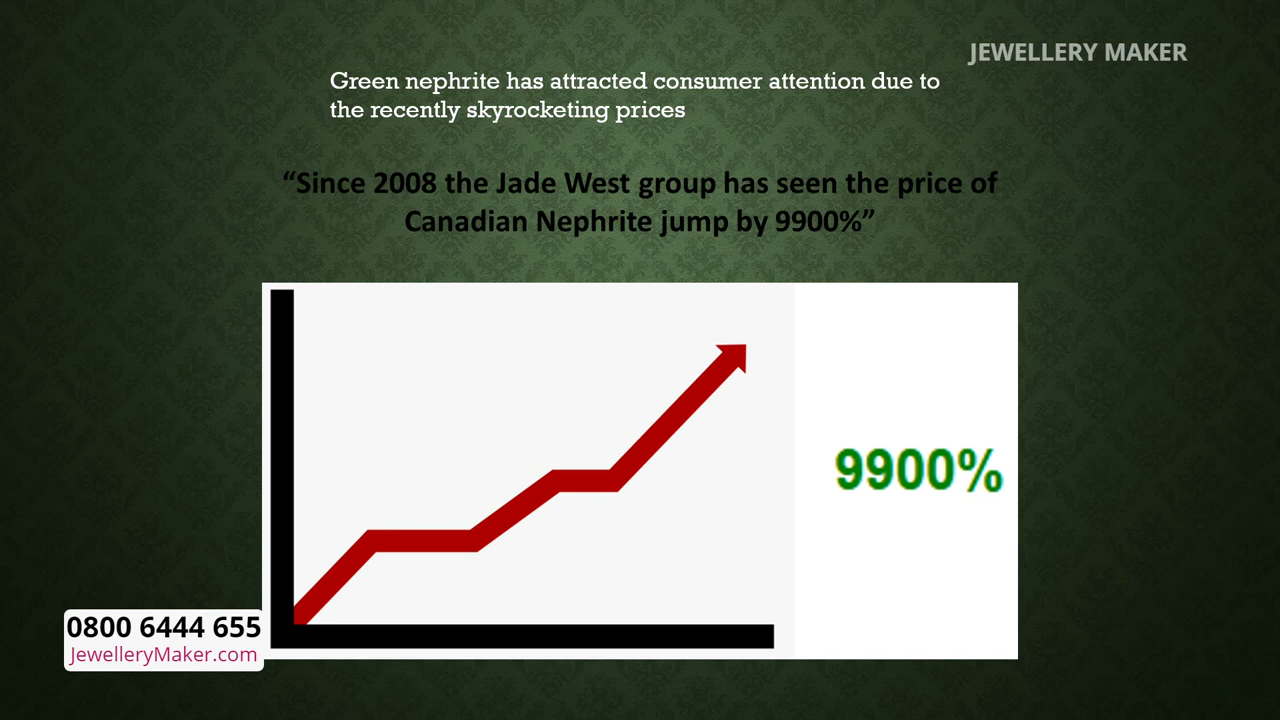 JEWELLERY MAKER
Green nephrite has attracted consumer attention due to
the recently skyrocketing prices
“Since 2008 the Jade West group has seen the price of
Canadian Nephrite jump by 9900%”
9900%
0800 6444 655
JewelleryMaker.com